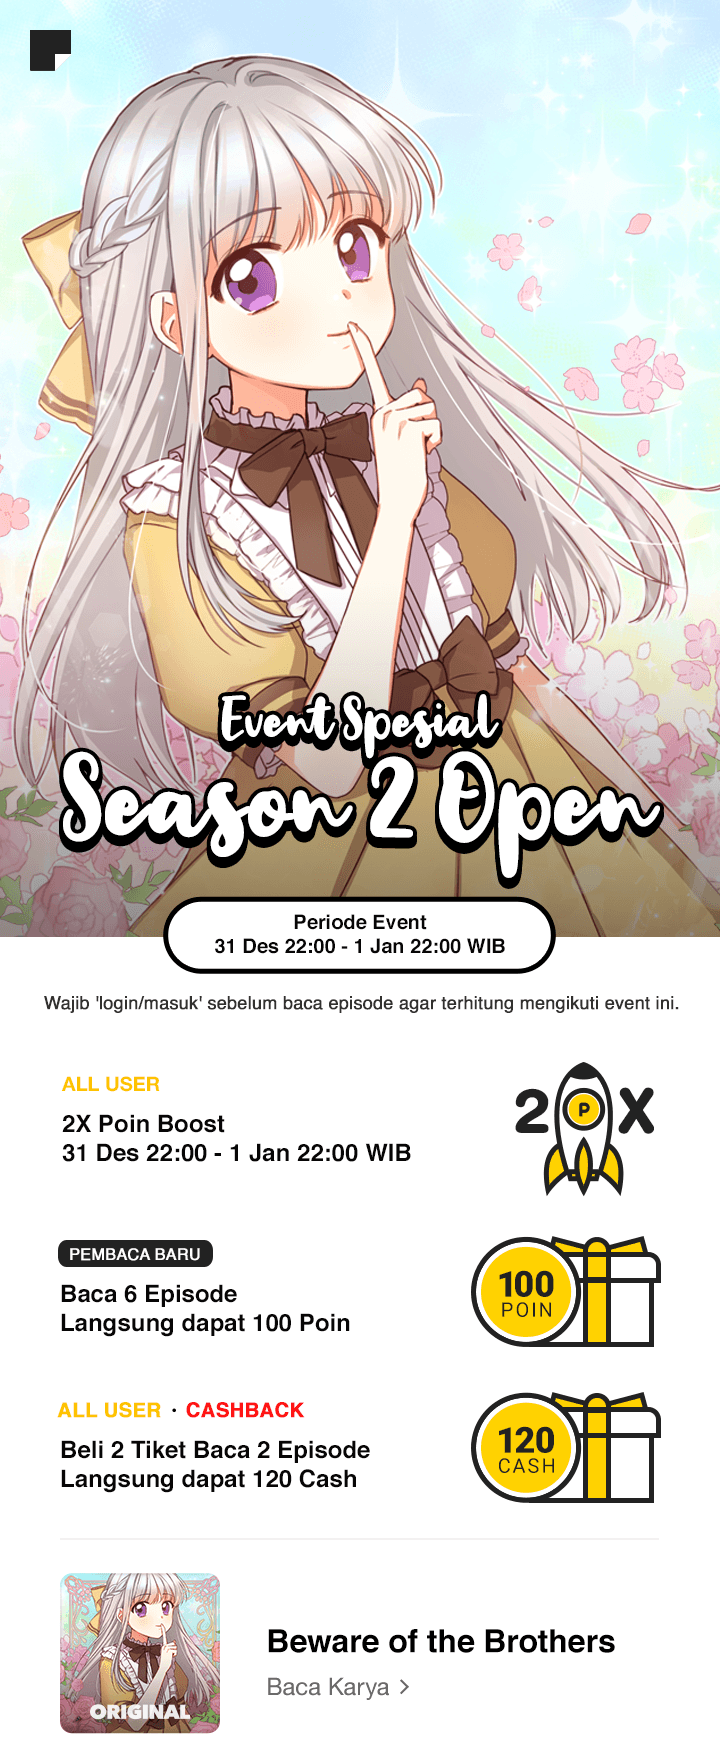 Event Spesial
Season 2 Open
Periode Event
31 Des 22:00 - 1 Jan 22:00 WIB
Wajib 'login/masuk' sebelum baca episode agar terhitung mengikuti event ini.
ALL USER
2X Poin Boost
31 Des 22:00 - 1 Jan 22:00 WIB
2 P X
PEMBACA BARU
Baca 6 Episode
Langsung dapat 100 Poin
100
POIN
ALL USER · CASHBACK
Beli 2 Tiket Baca 2 Episode
Langsung dapat 120 Cash
120
CASH
ORIGINAL
Beware of the Brothers
Baca Karya >